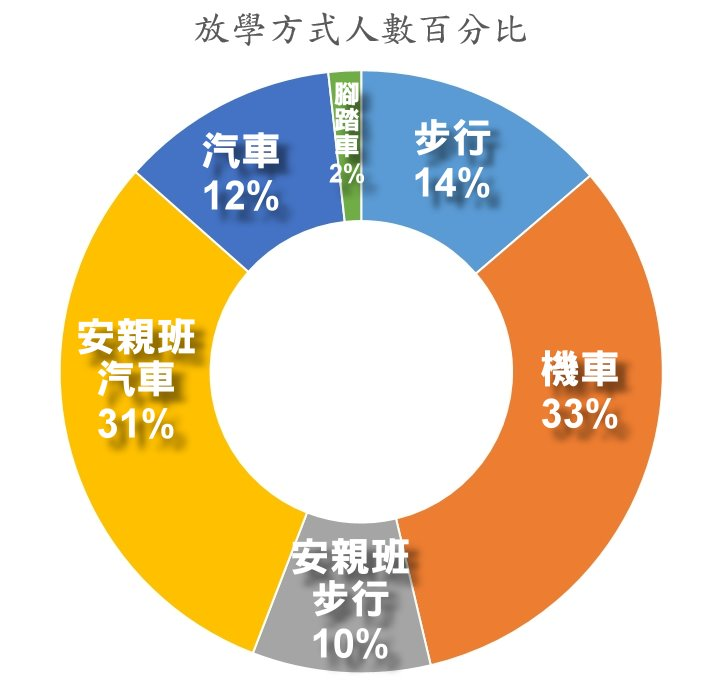 放學方式人數百分比
腳
踏
車
2%
步行
14%
汽車
12%
安親班
汽車
31%
機車
33%
安親班
步行
10%